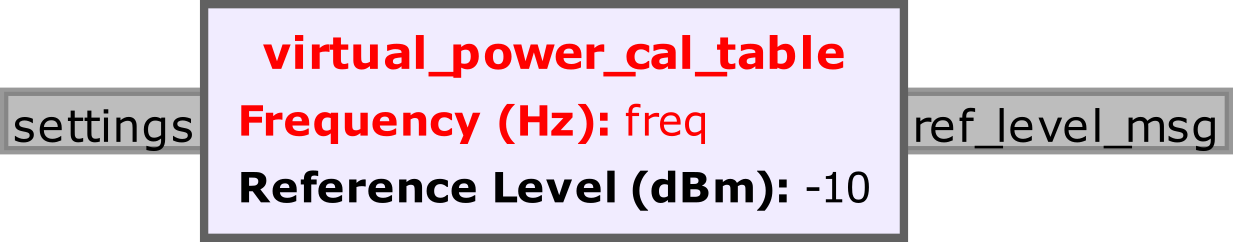 virtual_power_cal_table
settings
Frequency (Hz): freq
ref_level_msg
Reference Level (dBm): -10